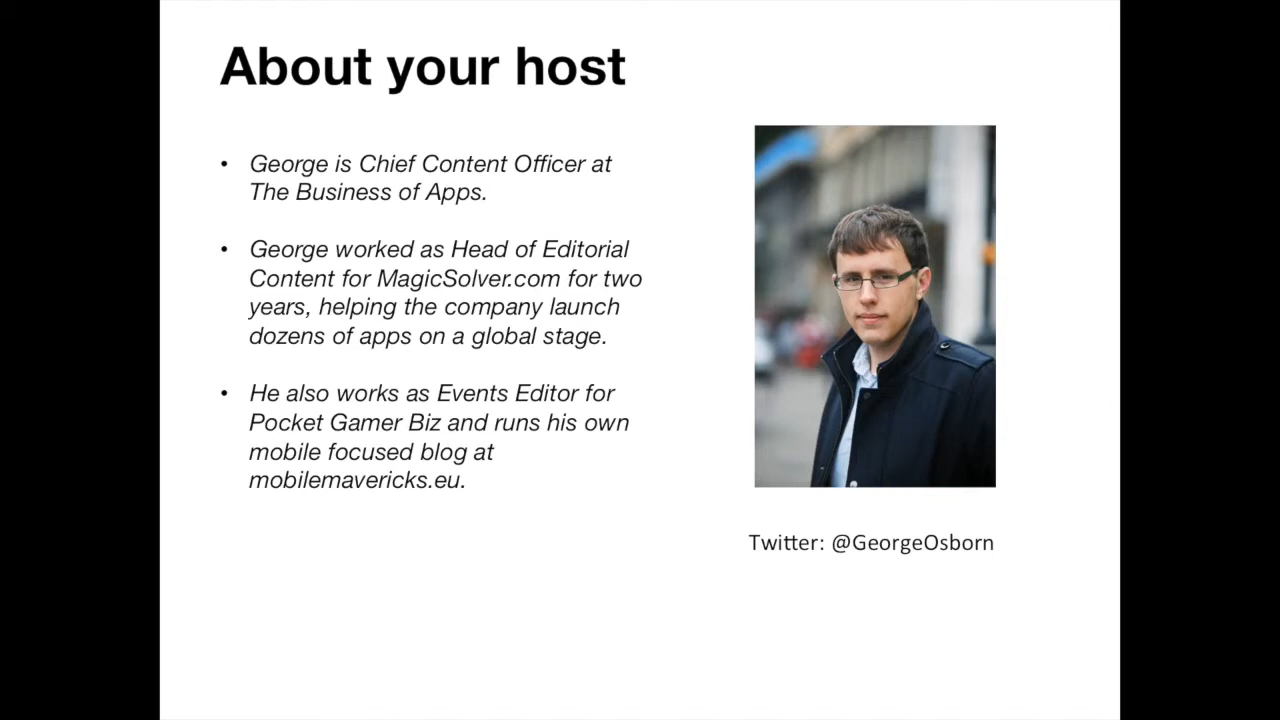 About your host
• George is Chief Content Officer at
The Business of Apps.
• George worked as Head of Editorial
Content for MagicSolver.com for two
years, helping the company launch
dozens of apps on a global stage.
• He also works as Events Editor for
Pocket Gamer Biz and runs his own
mobile focused blog at
mobilemavericks.eu.
Twitter: @GeorgeOsborn